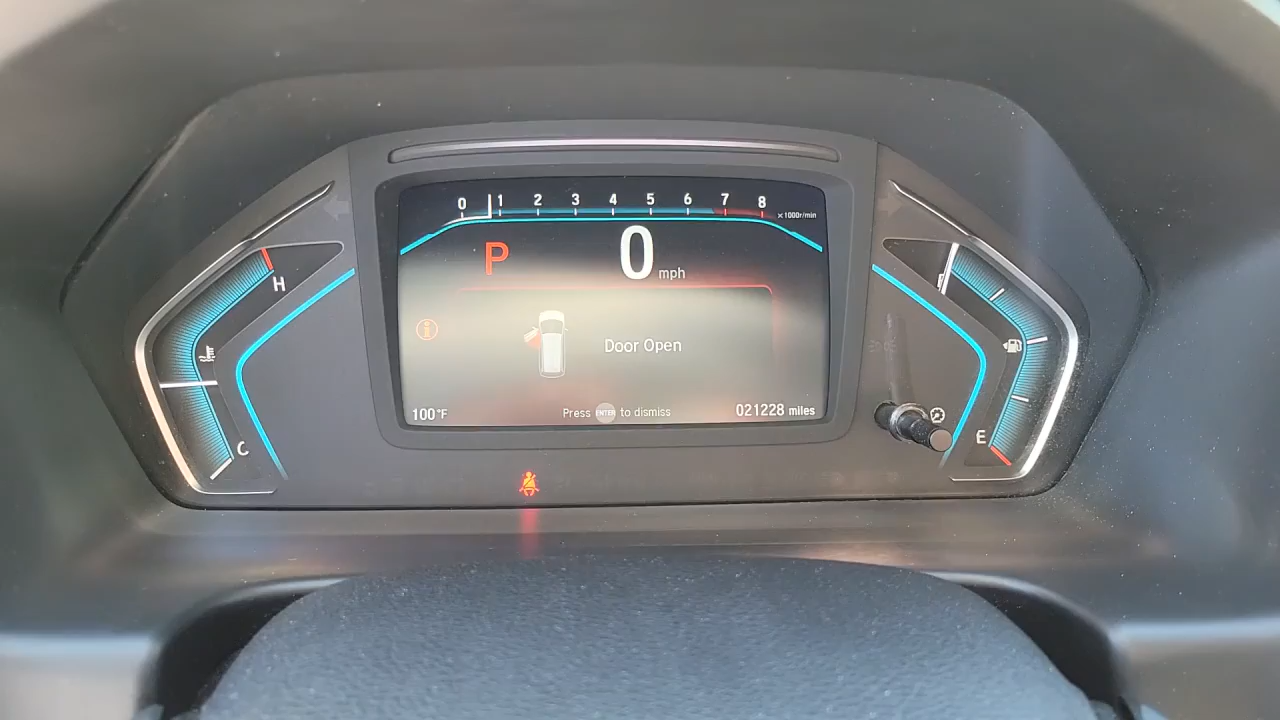 0 1 2 3 4 5 6 7 8
×1000r/min
P
0 mph
H
Door Open
C
E
100°F
Press ENTER to dismiss
021228 miles